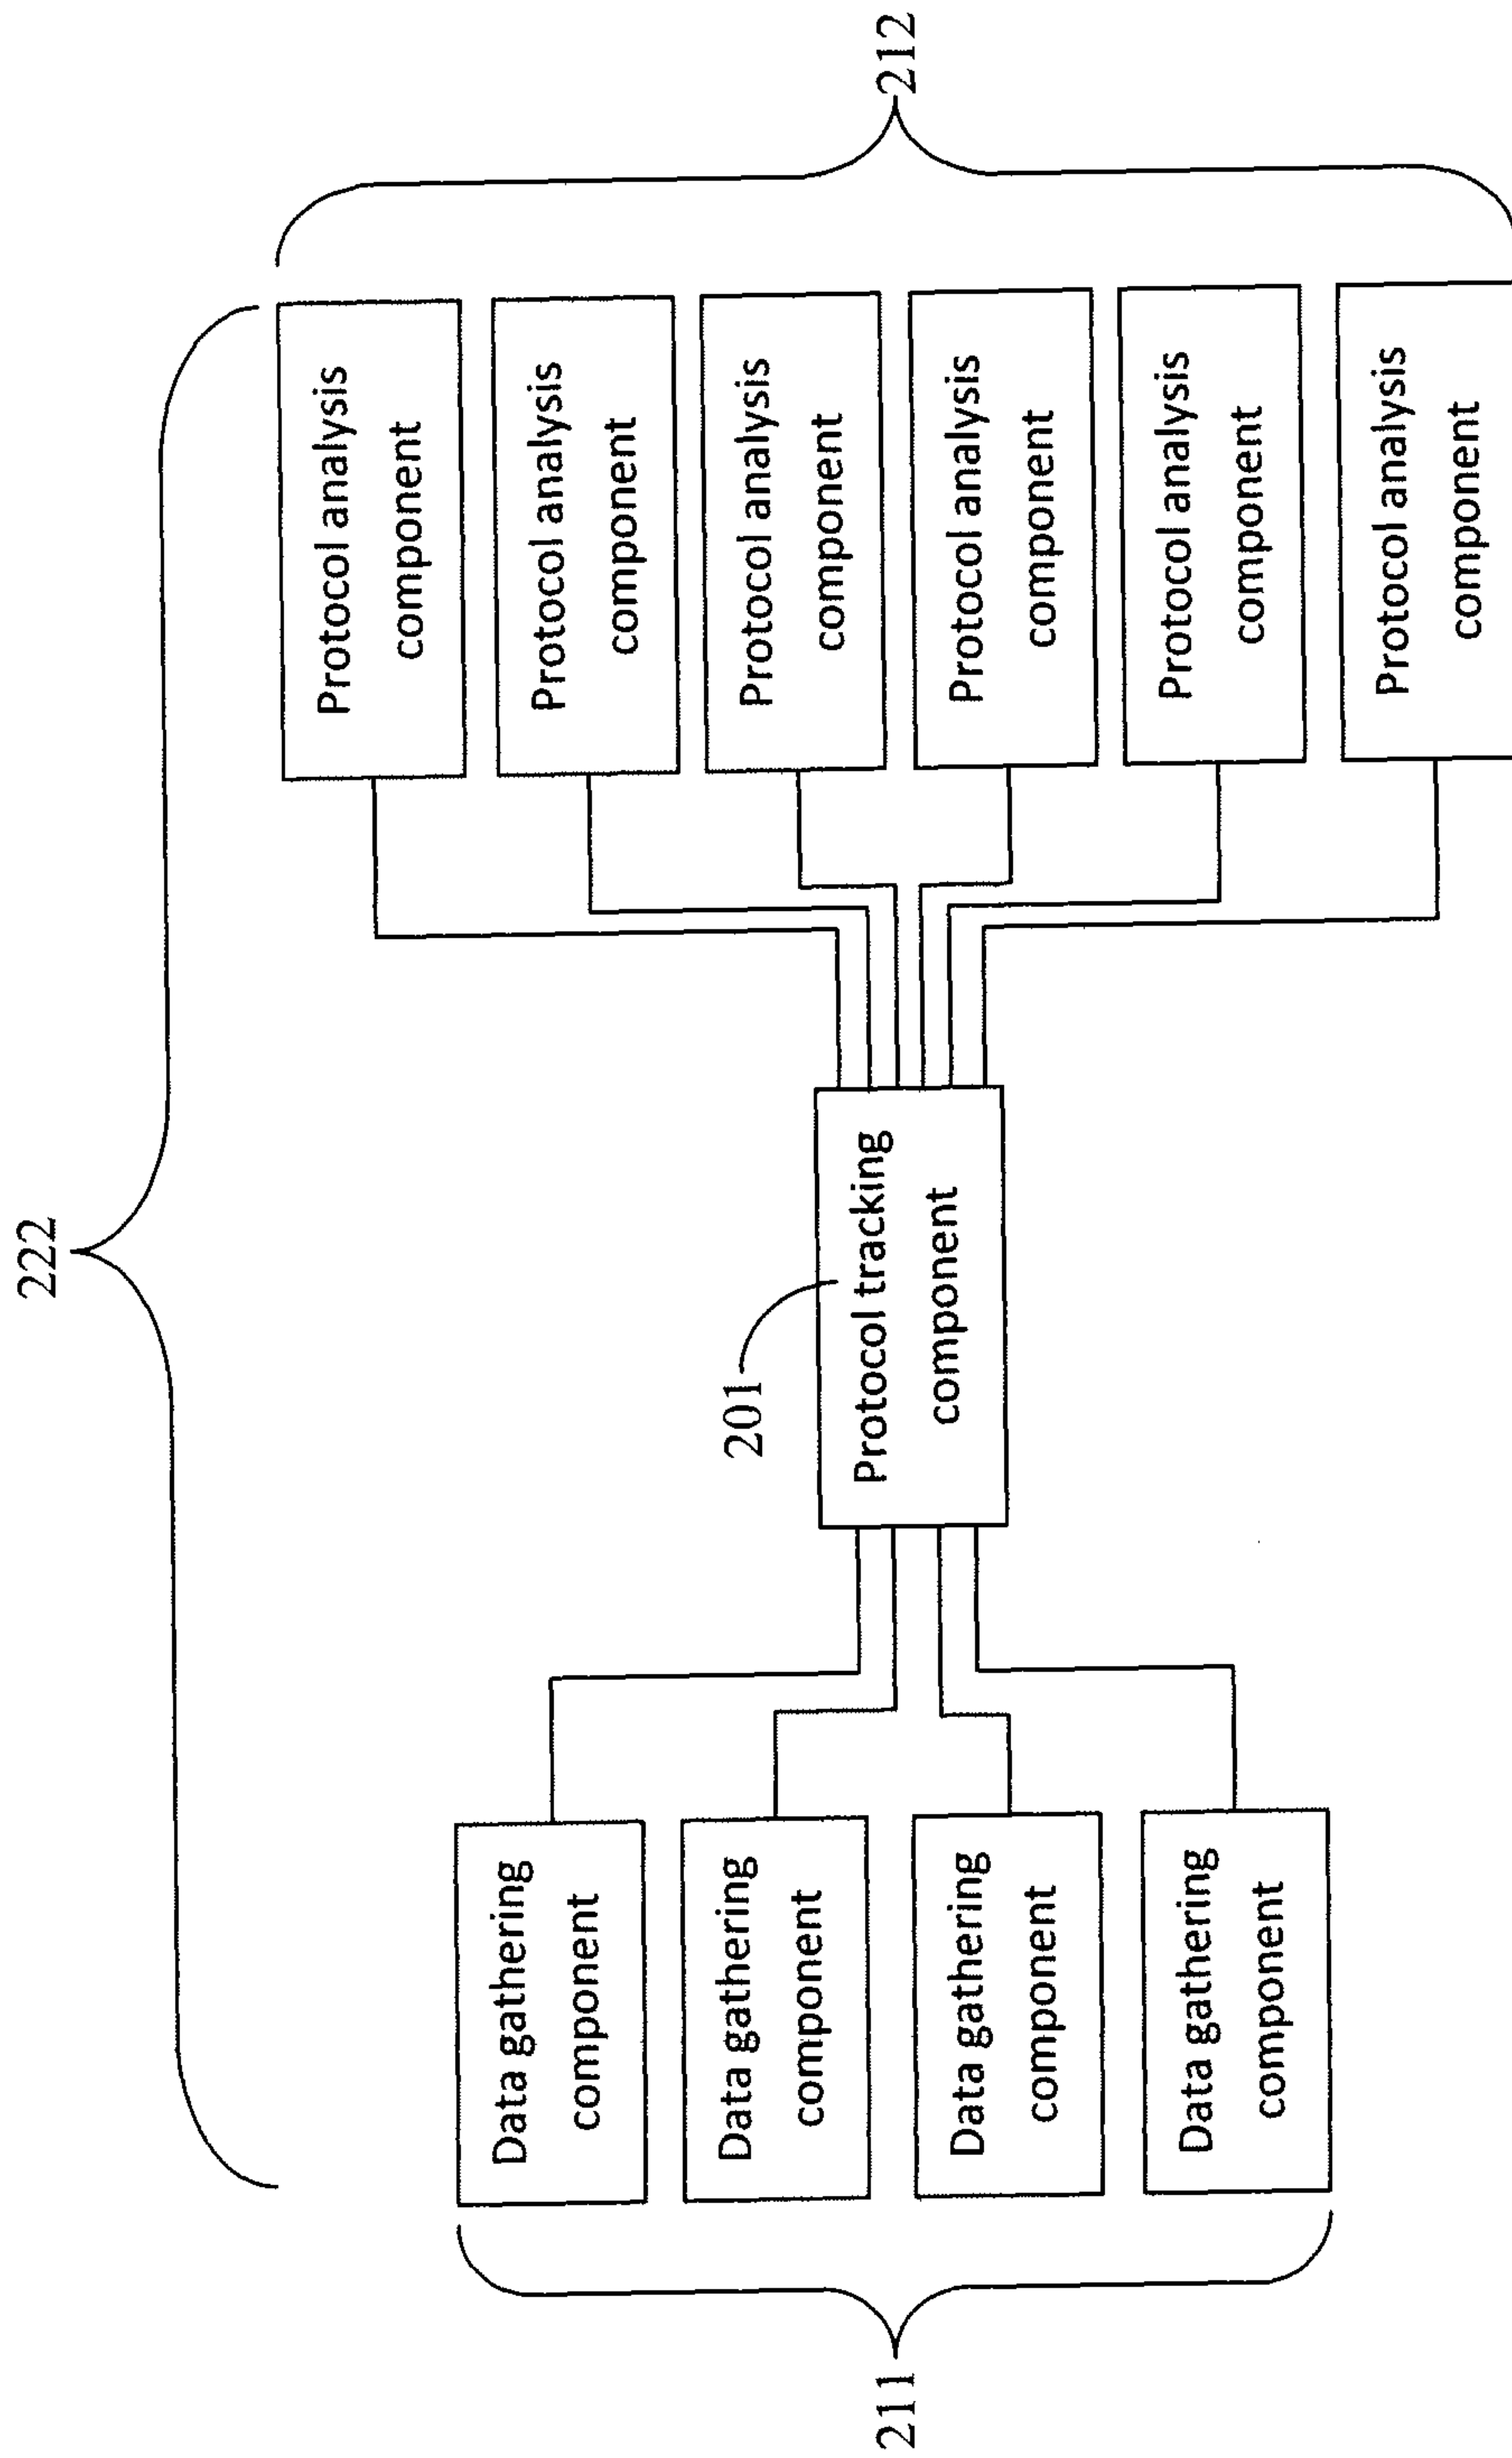 222
Data gathering
component
Data gathering
component
Data gathering
component
Data gathering
component
211
201
Protocol tracking
component
Protocol analysis
component
Protocol analysis
component
Protocol analysis
component
Protocol analysis
component
Protocol analysis
component
Protocol analysis
component
212